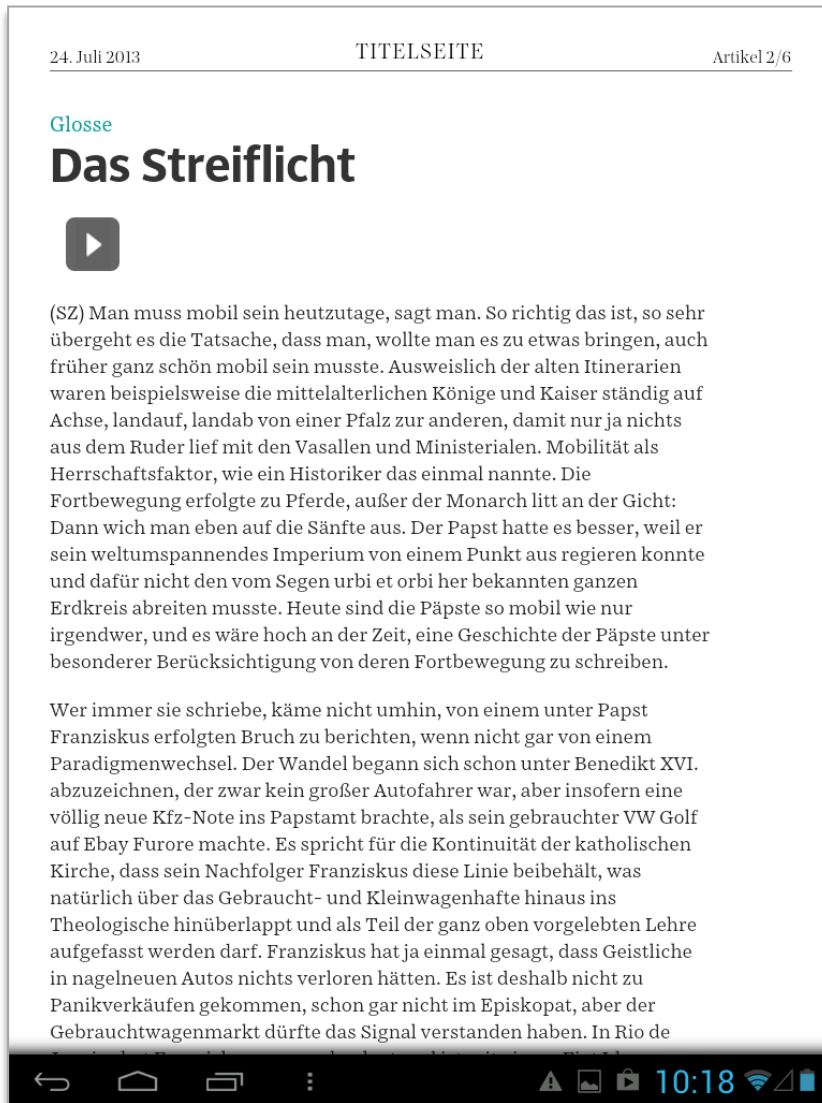 24. Juli 2013
TITELSEITE
Artikel 2/6
Glosse
Das Streiflicht
(SZ) Man muss mobil sein heutzutage, sagt man. So richtig das ist, so sehr
übergeht es die Tatsache, dass man, wollte man es zu etwas bringen, auch
früher ganz schön mobil sein musste. Ausweislich der alten Itinerarien
waren beispielsweise die mittelalterlichen Könige und Kaiser ständig auf
Achse, landauf, landab von einer Pfalz zur anderen, damit nur ja nichts
aus dem Ruder lief mit den Vasallen und Ministerialen. Mobilität als
Herrschaftsfaktor, wie ein Historiker das einmal nannte. Die
Fortbewegung erfolgte zu Pferde, außer der Monarch litt an der Gicht:
Dann wich man eben auf die Sänfte aus. Der Papst hatte es besser, weil er
sein weltumspannendes Imperium von einem Punkt aus regieren konnte
und dafür nicht den vom Segen urbi et orbi her bekannten ganzen
Erdkreis abreiten musste. Heute sind die Päpste so mobil wie nur
irgendwer, und es wäre hoch an der Zeit, eine Geschichte der Päpste unter
besonderer Berücksichtigung von deren Fortbewegung zu schreiben.
Wer immer sie schriebe, käme nicht umhin, von einem unter Papst
Franziskus erfolgten Bruch zu berichten, wenn nicht gar von einem
Paradigmenwechsel. Der Wandel begann sich schon unter Benedikt XVI.
abzuzeichnen, der zwar kein großer Autofahrer war, aber insofern eine
völlig neue Kfz-Note ins Papstamt brachte, als sein gebrauchter VW Golf
auf Ebay Furore machte. Es spricht für die Kontinuität der katholischen
Kirche, dass sein Nachfolger Franziskus diese Linie beibehält, was
natürlich über das Gebraucht- und Kleinwagenhafte hinaus ins
Theologische hinüberlappt und als Teil der ganz oben vorgelebten Lehre
aufgefasst werden darf. Franziskus hat ja einmal gesagt, dass Geistliche
in nagelneuen Autos nichts verloren hätten. Es ist deshalb nicht zu
Panikverkäufen gekommen, schon gar nicht im Episkopat, aber der
Gebrauchtwagenmarkt dürfte das Signal verstanden haben. In Rio de
10:18